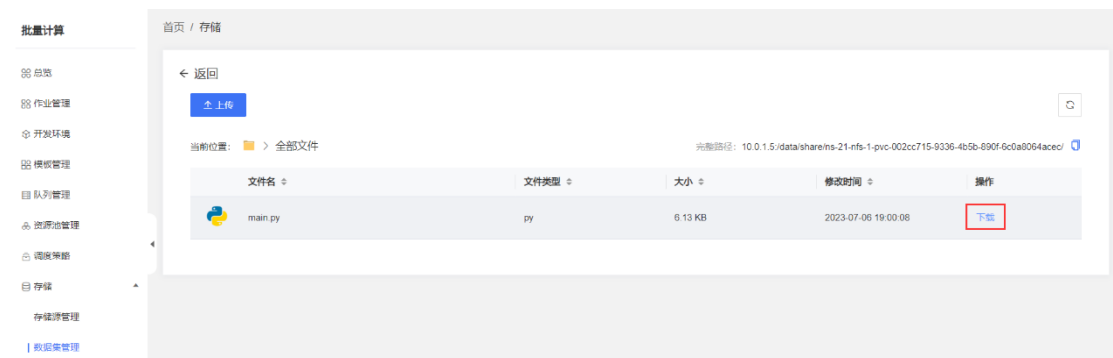 批量计算
首页 / 存储
总览
作业管理
开发环境
模板管理
队列管理
资源池管理
调度策略
存储
存储源管理
数据集管理
← 返回
上传
当前位置： > 全部文件
完整路径：10.0.1.5:/data/share/ns-21-nfs-1-pvc-002cc715-9336-4b5b-890f-6c0a8064acec/
文件名 文件类型 大小 修改时间 操作
main.py py 6.13 KB 2023-07-06 19:00:08 下载